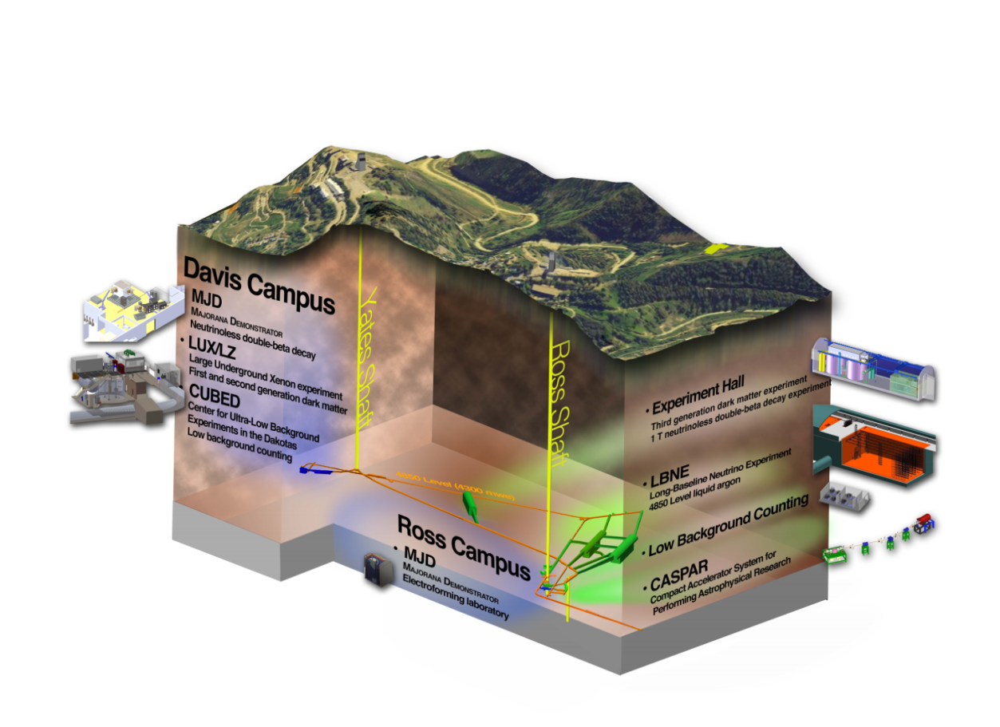 Davis Campus
MJD
Majorana Demonstrator
Neutrinoless double-beta decay
• LUX/LZ
Large Underground Xenon experiment
First and second generation dark matter
• CUBED
Center for Ultra-Low Background
Experiments in the Dakotas
Low background counting
Yates Shaft
Ross Shaft
4850 Level (4300 mwe)
Ross Campus
• MJD
Majorana Demonstrator
Electroforming laboratory
• Experiment Hall
Third generation dark matter experiment
1 T neutrinoless double-beta decay experiment
• LBNE
Long-Baseline Neutrino Experiment
4850 Level liquid argon
• Low Background Counting
• CASPAR
Compact Accelerator System for
Performing Astrophysical Research